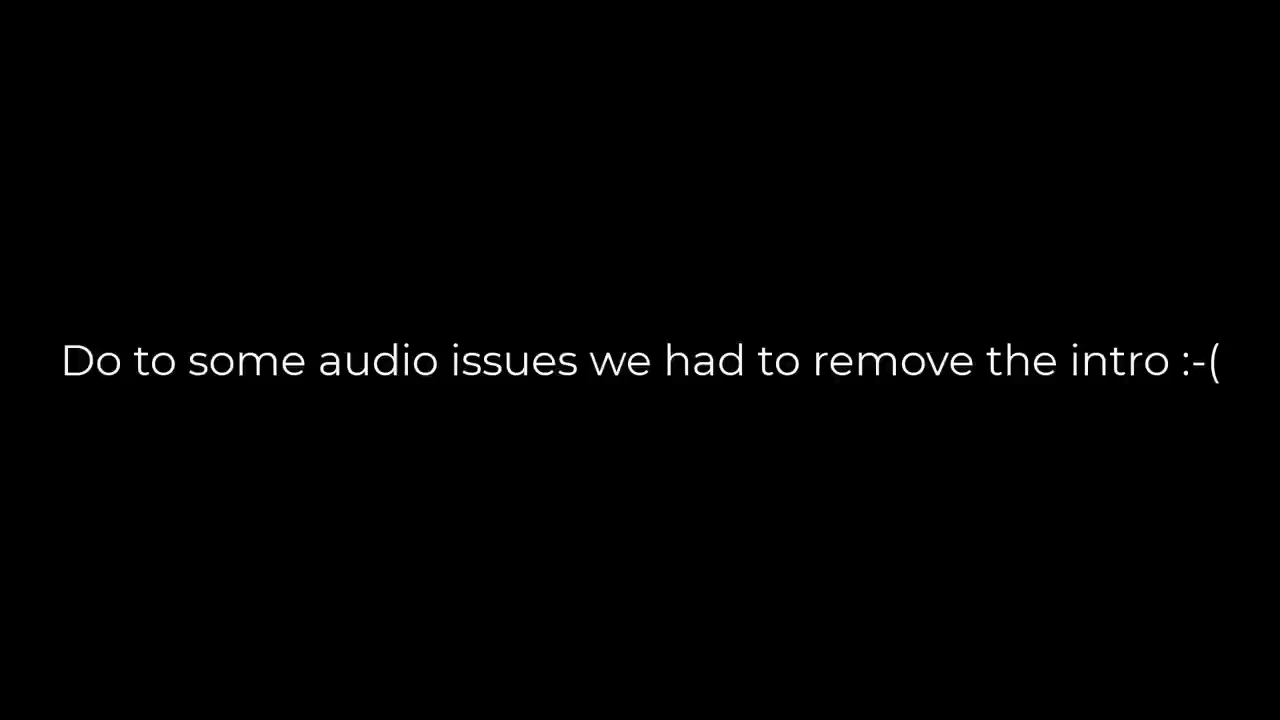 Do to some audio issues we had to remove the intro :-(